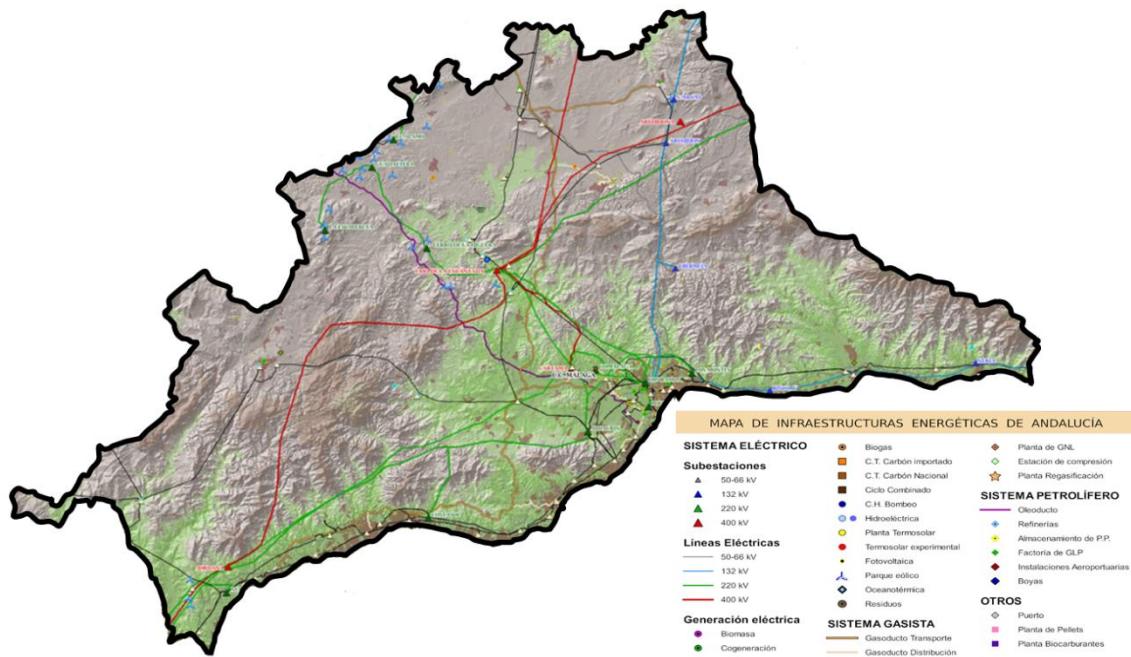 MAPA DE INFRAESTRUCTURAS ENERGÉTICAS DE ANDALUCÍA
SISTEMA ELÉCTRICO
Subestaciones
50-66 kV
132 kV
220 kV
400 kV
Líneas Eléctricas
50-66 kV
132 kV
220 kV
400 kV
Generación eléctrica
Biomasa
Cogeneración
Biogas
C.T. Carbón importado
C.T. Carbón Nacional
Ciclo Combinado
C.H. Bombeo
Hidroeléctrica
Planta Termosolar
Termosolar experimental
Fotovoltaica
Parque eólico
Oceanotérmica
Residuos
SISTEMA GASISTA
Gasoducto Transporte
Gasoducto Distribución
Planta de GNL
Estación de compresión
Planta Regasificación
SISTEMA PETROLÍFERO
Oleoducto
Refinerías
Almacenamiento de P.P.
Factoría de GLP
Instalaciones Aeroportuarias
Boyas
OTROS
Puerto
Planta de Pellets
Planta Biocarburantes